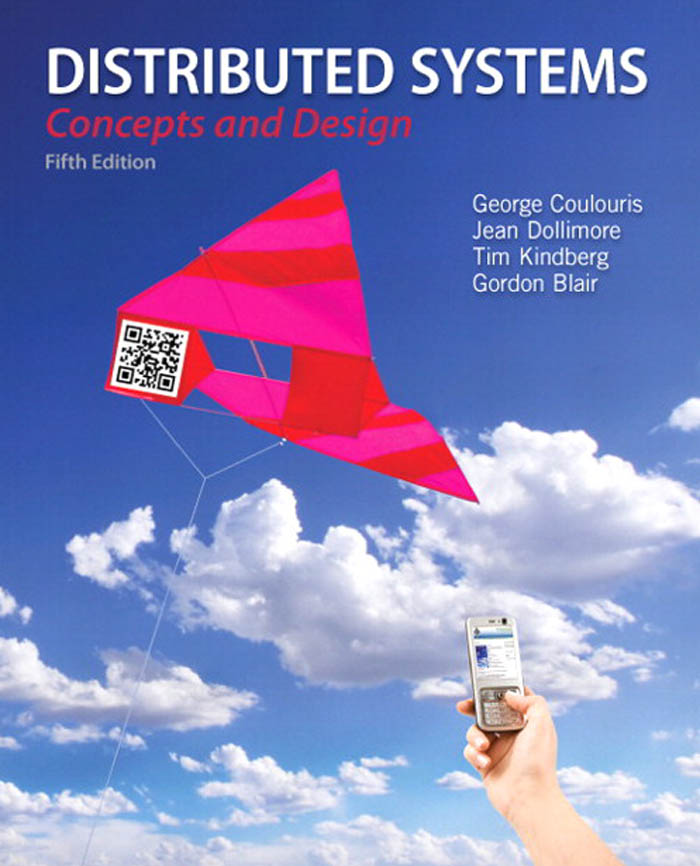 DISTRIBUTED SYSTEMS
Concepts and Design
Fifth Edition
George Coulouris
Jean Dollimore
Tim Kindberg
Gordon Blair